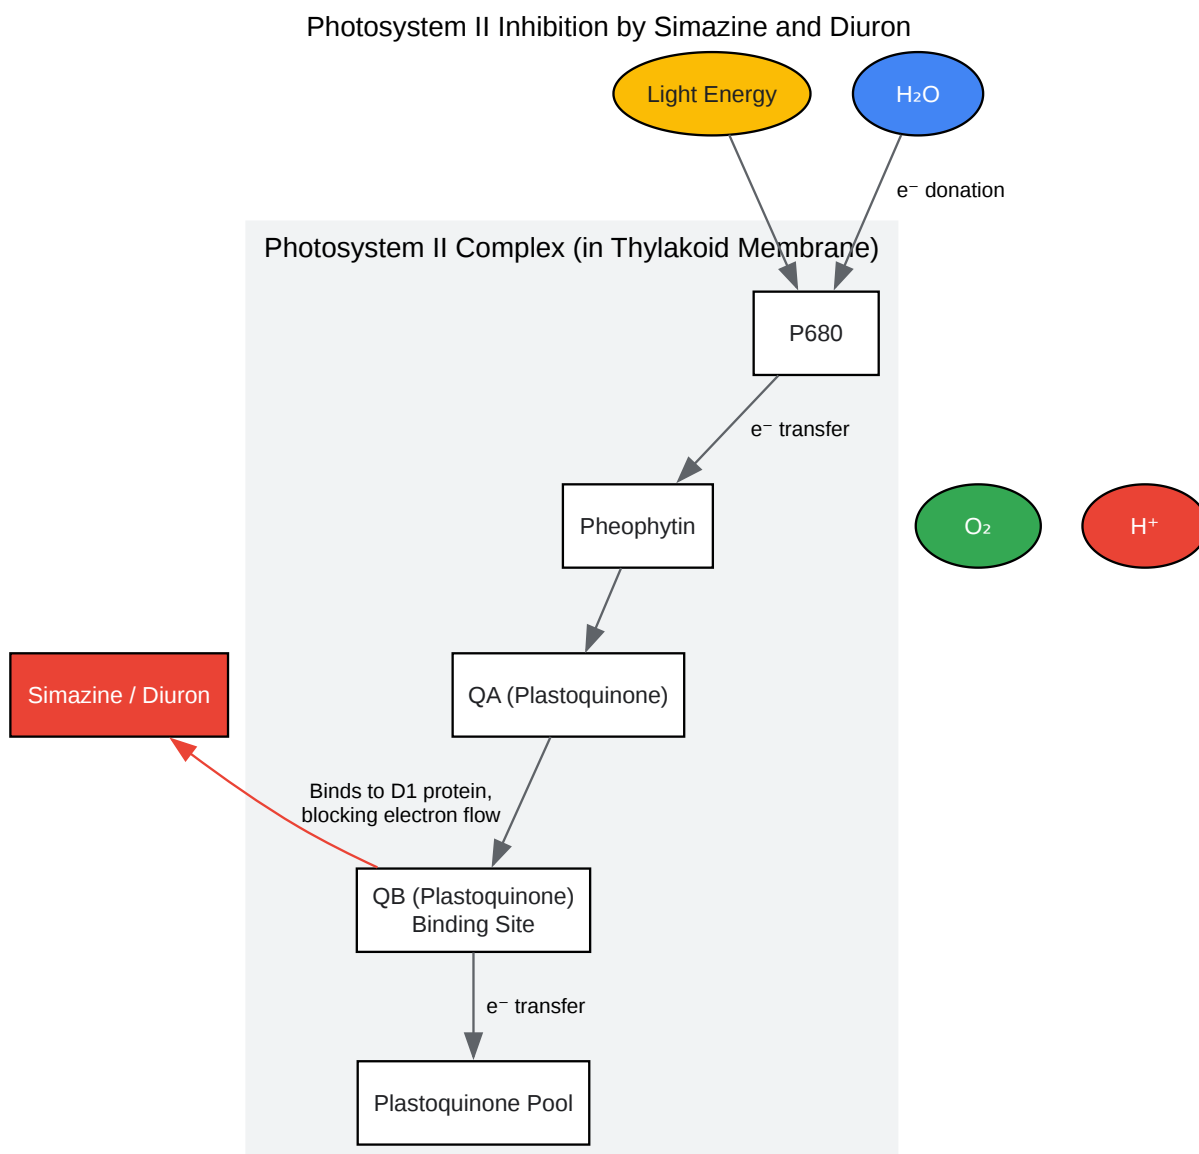 Photosystem II Inhibition by Simazine and Diuron
Light Energy
H₂O
e⁻ donation
Photosystem II Complex (in Thylakoid Membrane)
P680
e⁻ transfer
Pheophytin
O₂
H⁺
QA (Plastoquinone)
Simazine / Diuron
Binds to D1 protein,
blocking electron flow
QB (Plastoquinone)
Binding Site
e⁻ transfer
Plastoquinone Pool